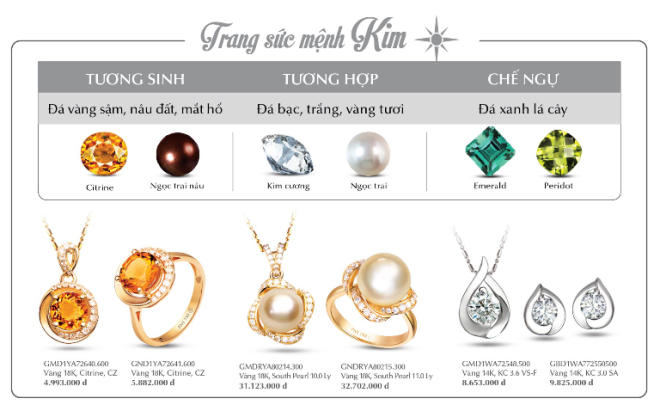 Trang sức mệnh Kim
TƯƠNG SINH
TƯƠNG HỢP
CHẾ NGỰ
Đá vàng sậm, nâu đất, mắt hổ
Đá bạc, trắng, vàng tươi
Đá xanh lá cây
Citrine
Ngọc trai nâu
Kim cương
Ngọc trai
Emerald
Peridot
GMD1YA72640.600
Vàng 18K, Citrine, CZ
4.993.000 đ
GND1YA72641.600
Vàng 18K, Citrine, CZ
5.882.000 đ
GMDRYA80214.300
Vàng 18K, South Pearl 10.0 Ly
31.123.000 đ
GNDRYA80215.300
Vàng 18K, South Pearl 11.0 Ly
32.702.000 đ
GMD1WA72548.500
Vàng 14K, KC 3.6 VS-F
8.653.000 đ
GBD1WA772550500
Vàng 14K, KC 3.0 SA
9.825.000 đ